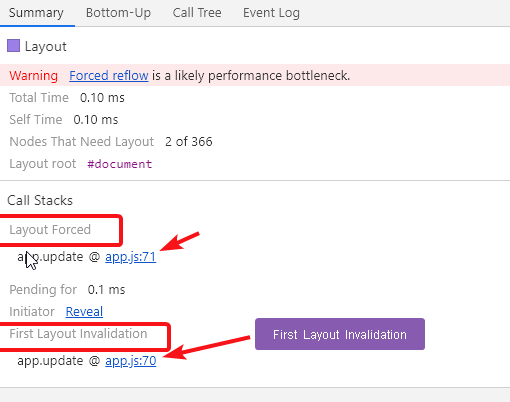 Summary Bottom-Up Call Tree Event Log
Layout
Warning Forced reflow is a likely performance bottleneck.
Total Time 0.10 ms
Self Time 0.10 ms
Nodes That Need Layout 2 of 366
Layout root #document
Call Stacks
Layout Forced
app.update @ app.js:71
Pending for 0.1 ms
Initiator Reveal
First Layout Invalidation
First Layout Invalidation
app.update @ app.js:70